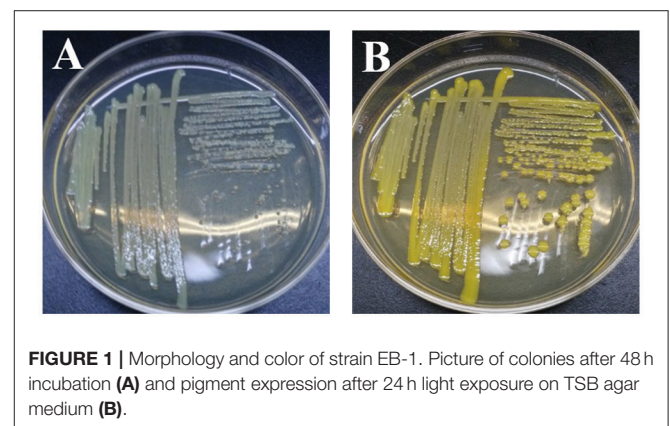 A
B
FIGURE 1 | Morphology and color of strain EB-1. Picture of colonies after 48 h
incubation (A) and pigment expression after 24 h light exposure on TSB agar
medium (B).